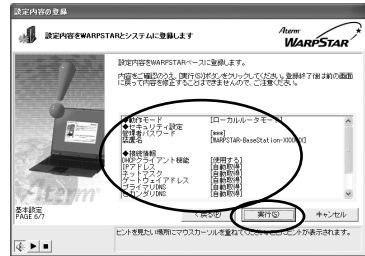 設定内容の登録
設定内容をWARPSTARとシステムに登録します
Aterm
WARPSTAR
設定内容をWARPSTARベースに登録します。
内容をご確認の上、[実行(S)]ボタンをクリックしてください。登録終了後は前の画面
に戻って内容を修正することはできませんので、ご注意ください。
◆動作モード [ローカルルータモード]
◆セキュリティ設定
管理者パスワード [***]
装置名 [WARPSTAR-BaseStation-XXXXXX]
◆接続情報
DHCPクライアント機能 [使用する]
IPアドレス [自動取得]
ネットマスク [自動取得]
ゲートウェイアドレス [自動取得]
プライマリDNS [自動取得]
セカンダリDNS [自動取得]
Aterm
基本設定
PAGE 6/7
< 戻る(B)
実行(S)
キャンセル
ヒントを見たい場所にマウスカーソルを重ねてください。ここにヒントが表示されます。